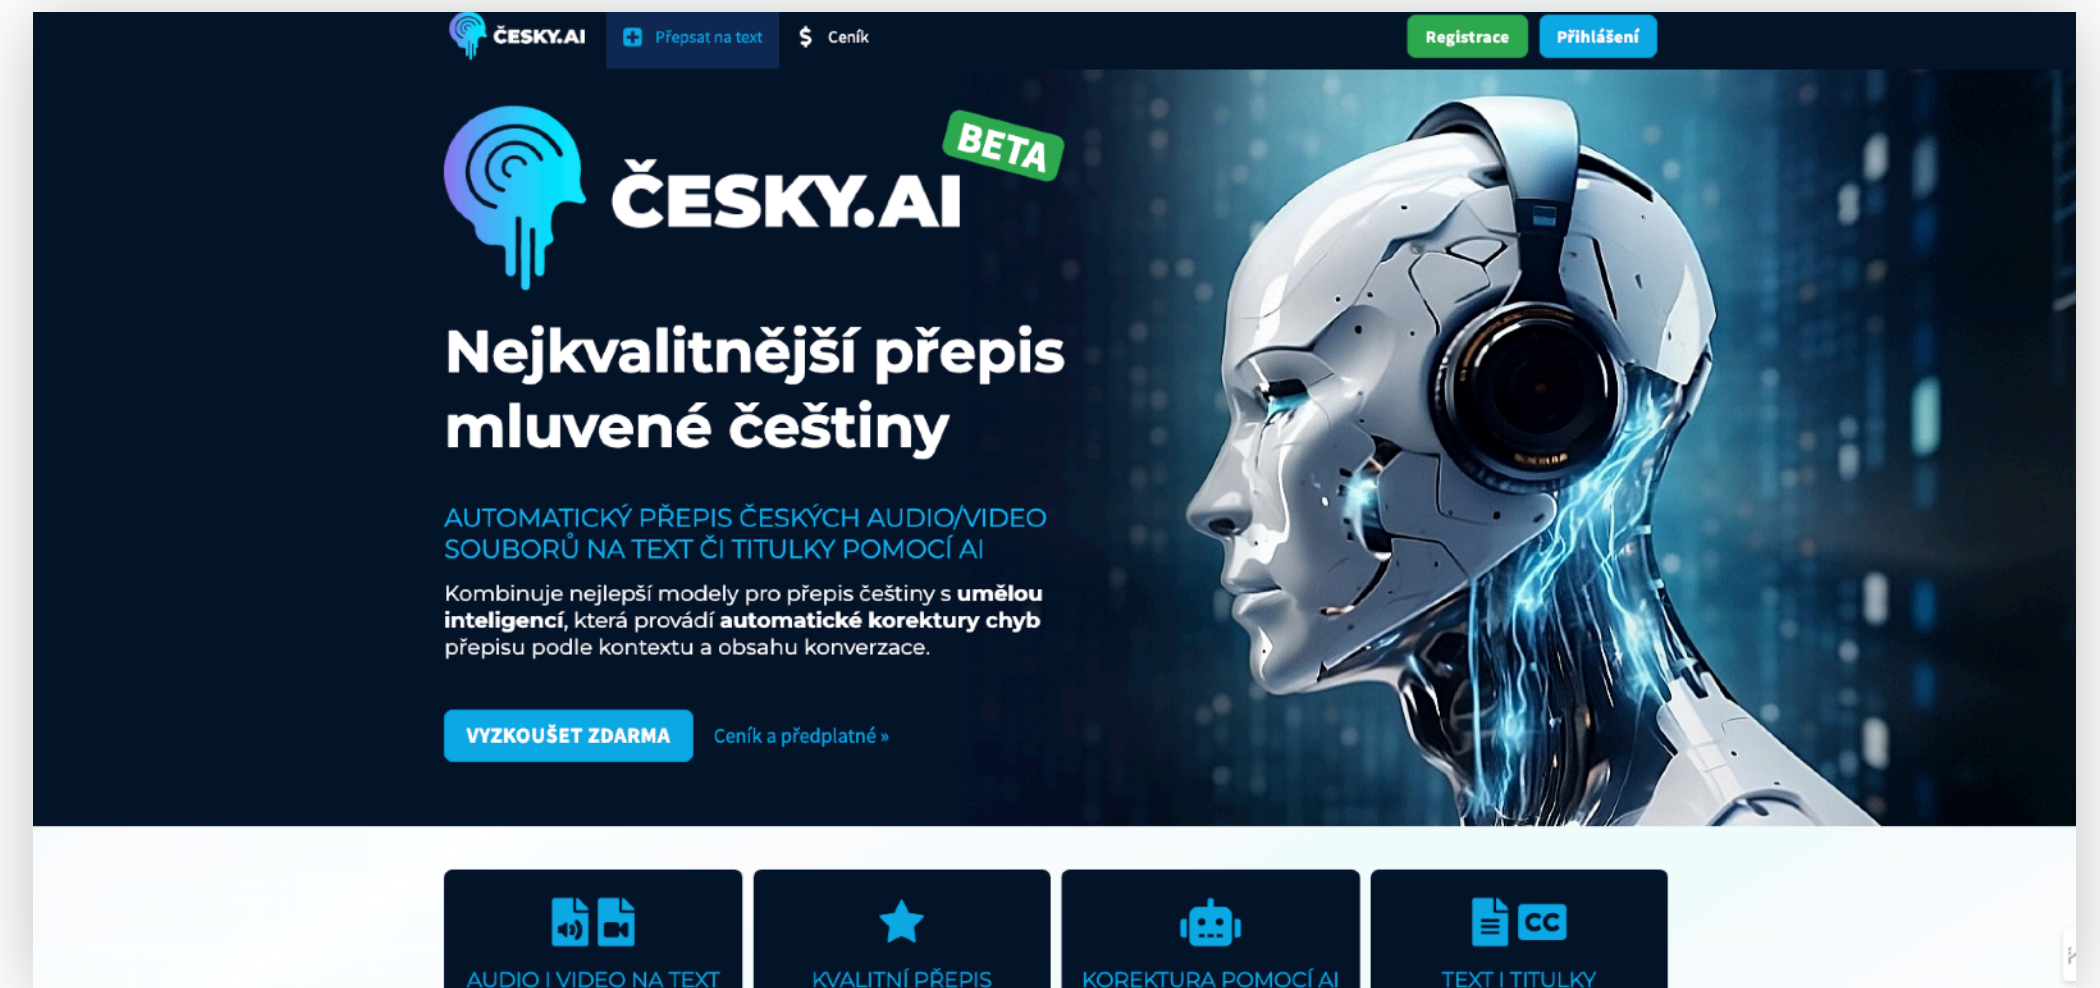 ČESKY.AI
Přepsat na text
Ceník
Registrace
Přihlášení
ČESKY.AI
BETA
Nejkvalitnější přepis
mluvené češtiny
AUTOMATICKÝ PŘEPIS ČESKÝCH AUDIO/VIDEO
SOUBORŮ NA TEXT ČI TITULKY POMOCÍ AI
Kombinuje nejlepší modely pro přepis češtiny s umělou
inteligencí, která provádí automatické korektury chyb
přepisu podle kontextu a obsahu konverzace.
VYZKOUŠET ZDARMA
Ceník a předplatné »
CC
AUDIO I VIDEO NA TEXT
KVALITNÍ PŘEPIS
KOREKTURA POMOCÍ AI
TEXT I TITULKY